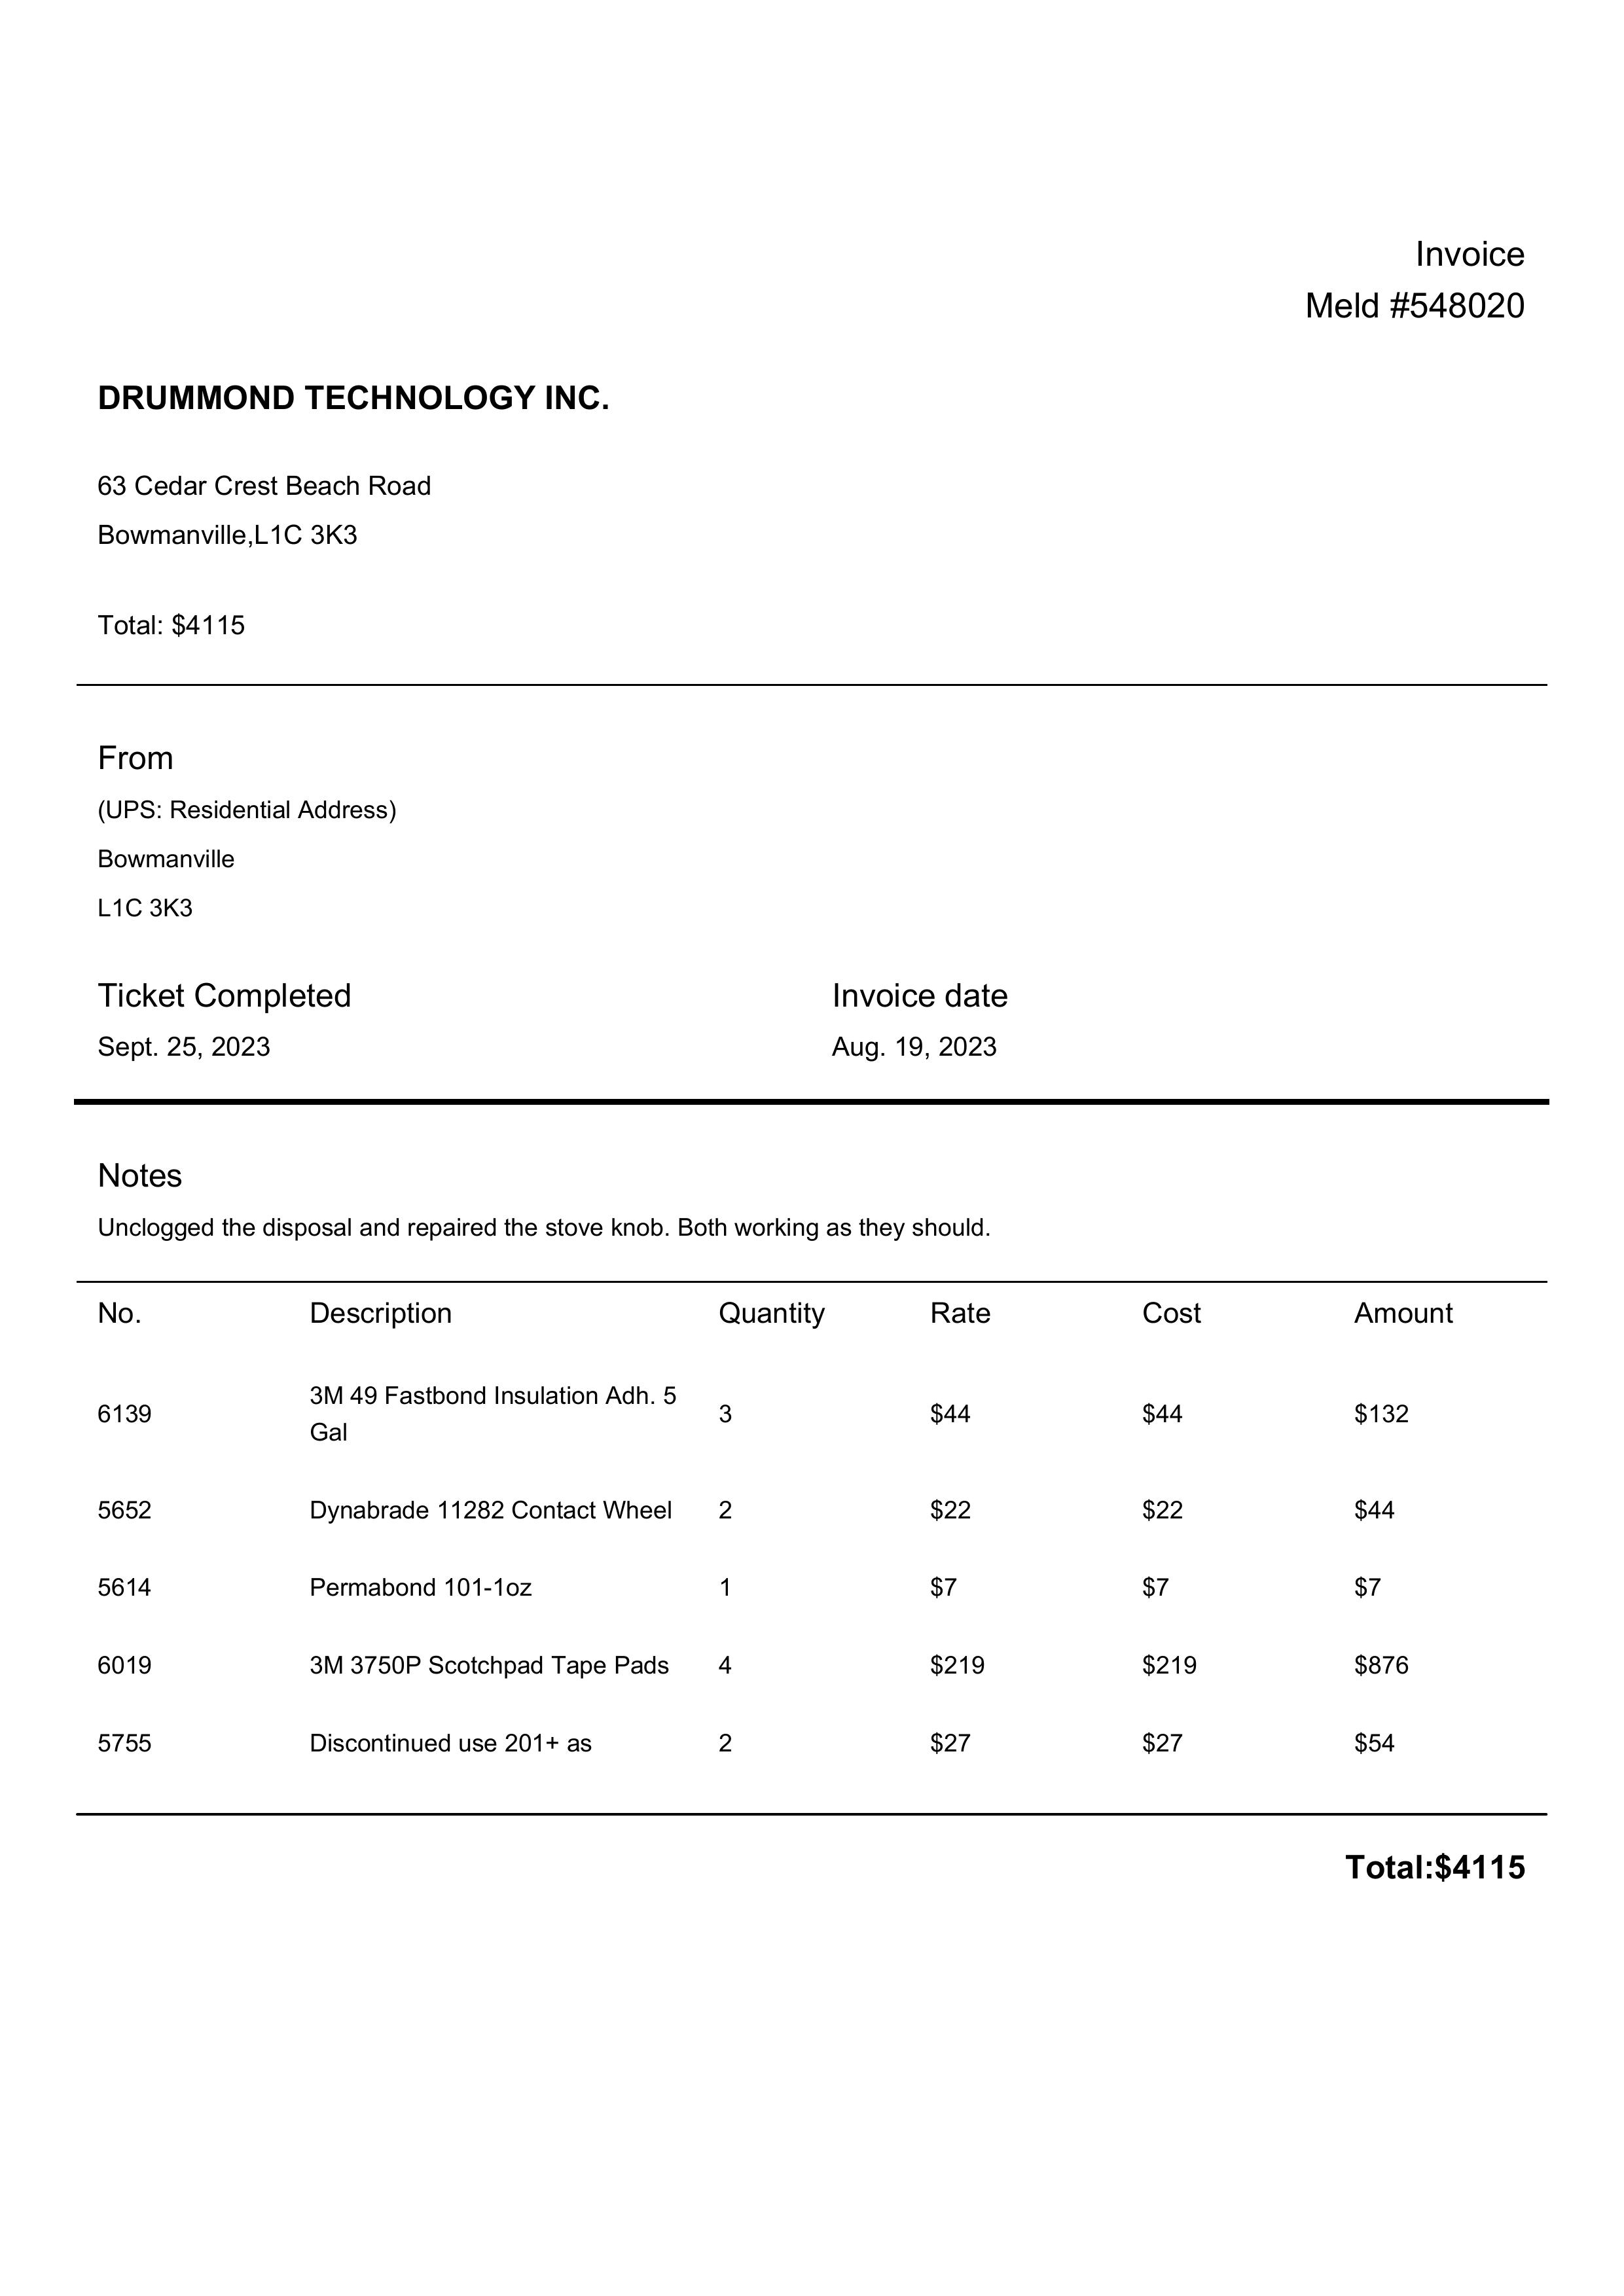 Invoice
Meld #548020
DRUMMOND TECHNOLOGY INC.
63 Cedar Crest Beach Road
Bowmanville,L1C 3K3
Total: $4115
From
(UPS: Residential Address)
Bowmanville
L1C 3K3
Ticket Completed Invoice date
Sept. 25, 2023 Aug. 19, 2023
Notes
Unclogged the disposal and repaired the stove knob. Both working as they should.
No. Description Quantity Rate Cost Amount
6139 3M 49 Fastbond Insulation Adh. 5 Gal 3 $44 $44 $132
5652 Dynabrade 11282 Contact Wheel 2 $22 $22 $44
5614 Permabond 101-1oz 1 $7 $7 $7
6019 3M 3750P Scotchpad Tape Pads 4 $219 $219 $876
5755 Discontinued use 201+ as 2 $27 $27 $54
Total:$4115